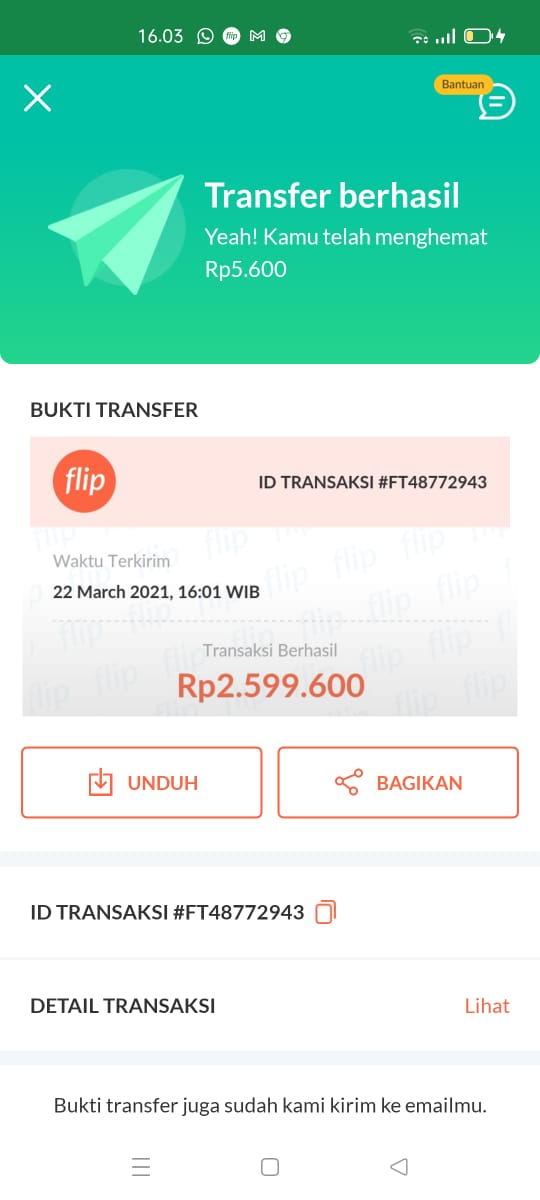 16.03
flip
Bantuan
Transfer berhasil
Yeah! Kamu telah menghemat
Rp5.600
BUKTI TRANSFER
flip
ID TRANSAKSI #FT48772943
Waktu Terkirim
22 March 2021, 16:01 WIB
Transaksi Berhasil
Rp2.599.600
UNDUH
BAGIKAN
ID TRANSAKSI #FT48772943
DETAIL TRANSAKSI
Lihat
Bukti transfer juga sudah kami kirim ke emailmu.